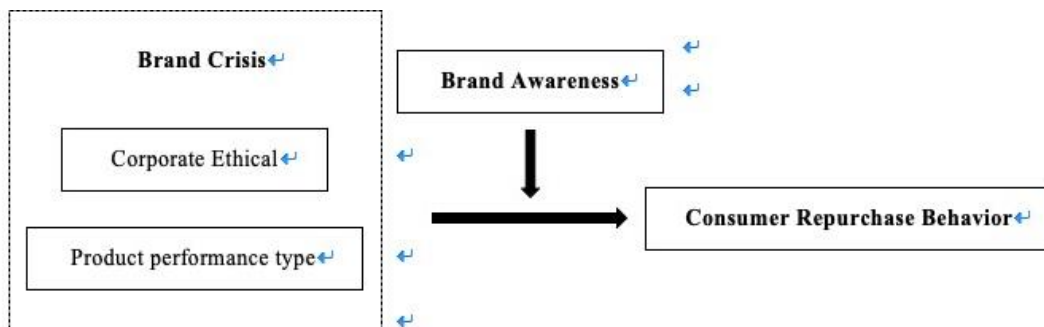 Brand Crisis
Brand Awareness
Corporate Ethical
Consumer Repurchase Behavior
Product performance type